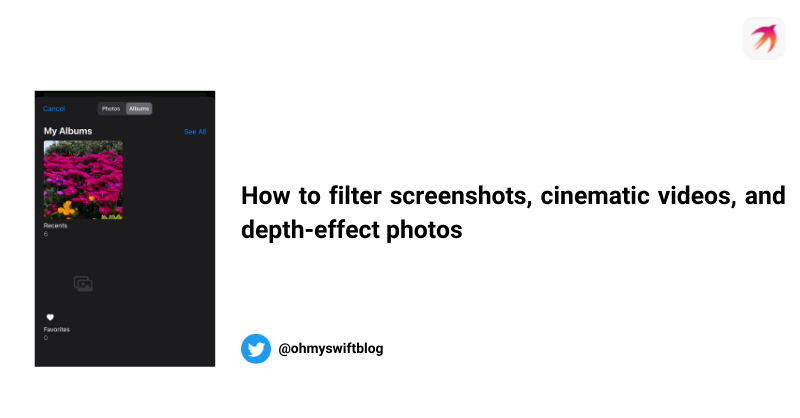 Cancel
Photos
Albums
My Albums
See All
Recents
6
Favorites
0
How to filter screenshots, cinematic videos, and
depth-effect photos
@ohmyswiftblog